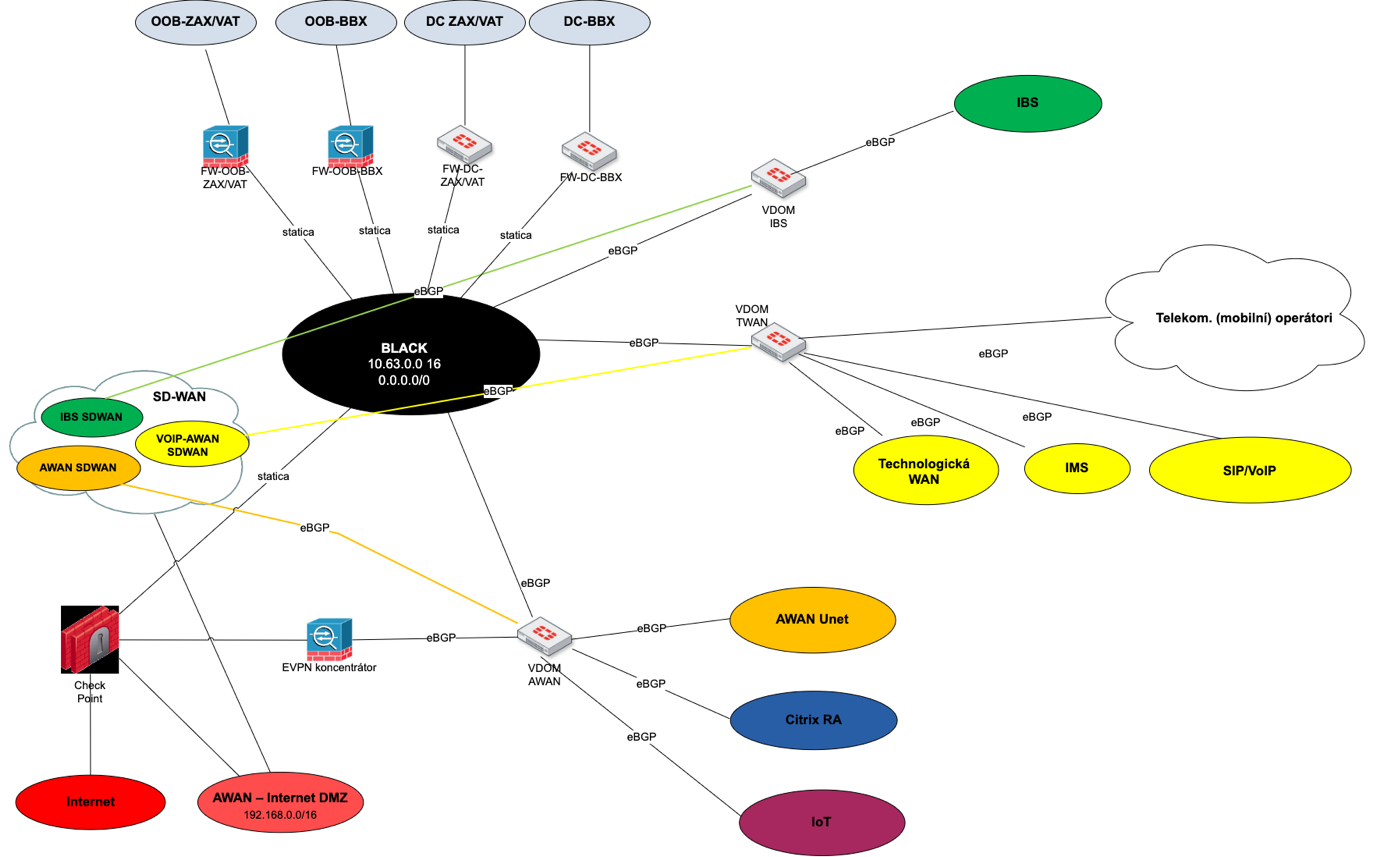 OOB-ZAX/VAT
OOB-BBX
DC ZAX/VAT
DC-BBX
IBS
eBGP
FW-OOB-
ZAX/VAT
FW-OOB-BBX
FW-DC-
ZAX/VAT
FW-DC-BBX
VDOM
IBS
statica
statica
statica
statica
eBGP
eBGP
VDOM
TWAN
Telekom. (mobilní) operátori
BLACK
10.63.0.0 16
0.0.0.0/0
eBGP
eBGP
eBGP
SD-WAN
IBS SDWAN
VOIP-AWAN
SDWAN
AWAN SDWAN
eBGP
eBGP
eBGP
Technologická
WAN
IMS
SIP/VoIP
statica
eBGP
eBGP
Check
Point
EVPN koncentrátor
eBGP
VDOM
AWAN
eBGP
AWAN Unet
eBGP
Citrix RA
eBGP
IoT
Internet
AWAN – Internet DMZ
192.168.0.0/16